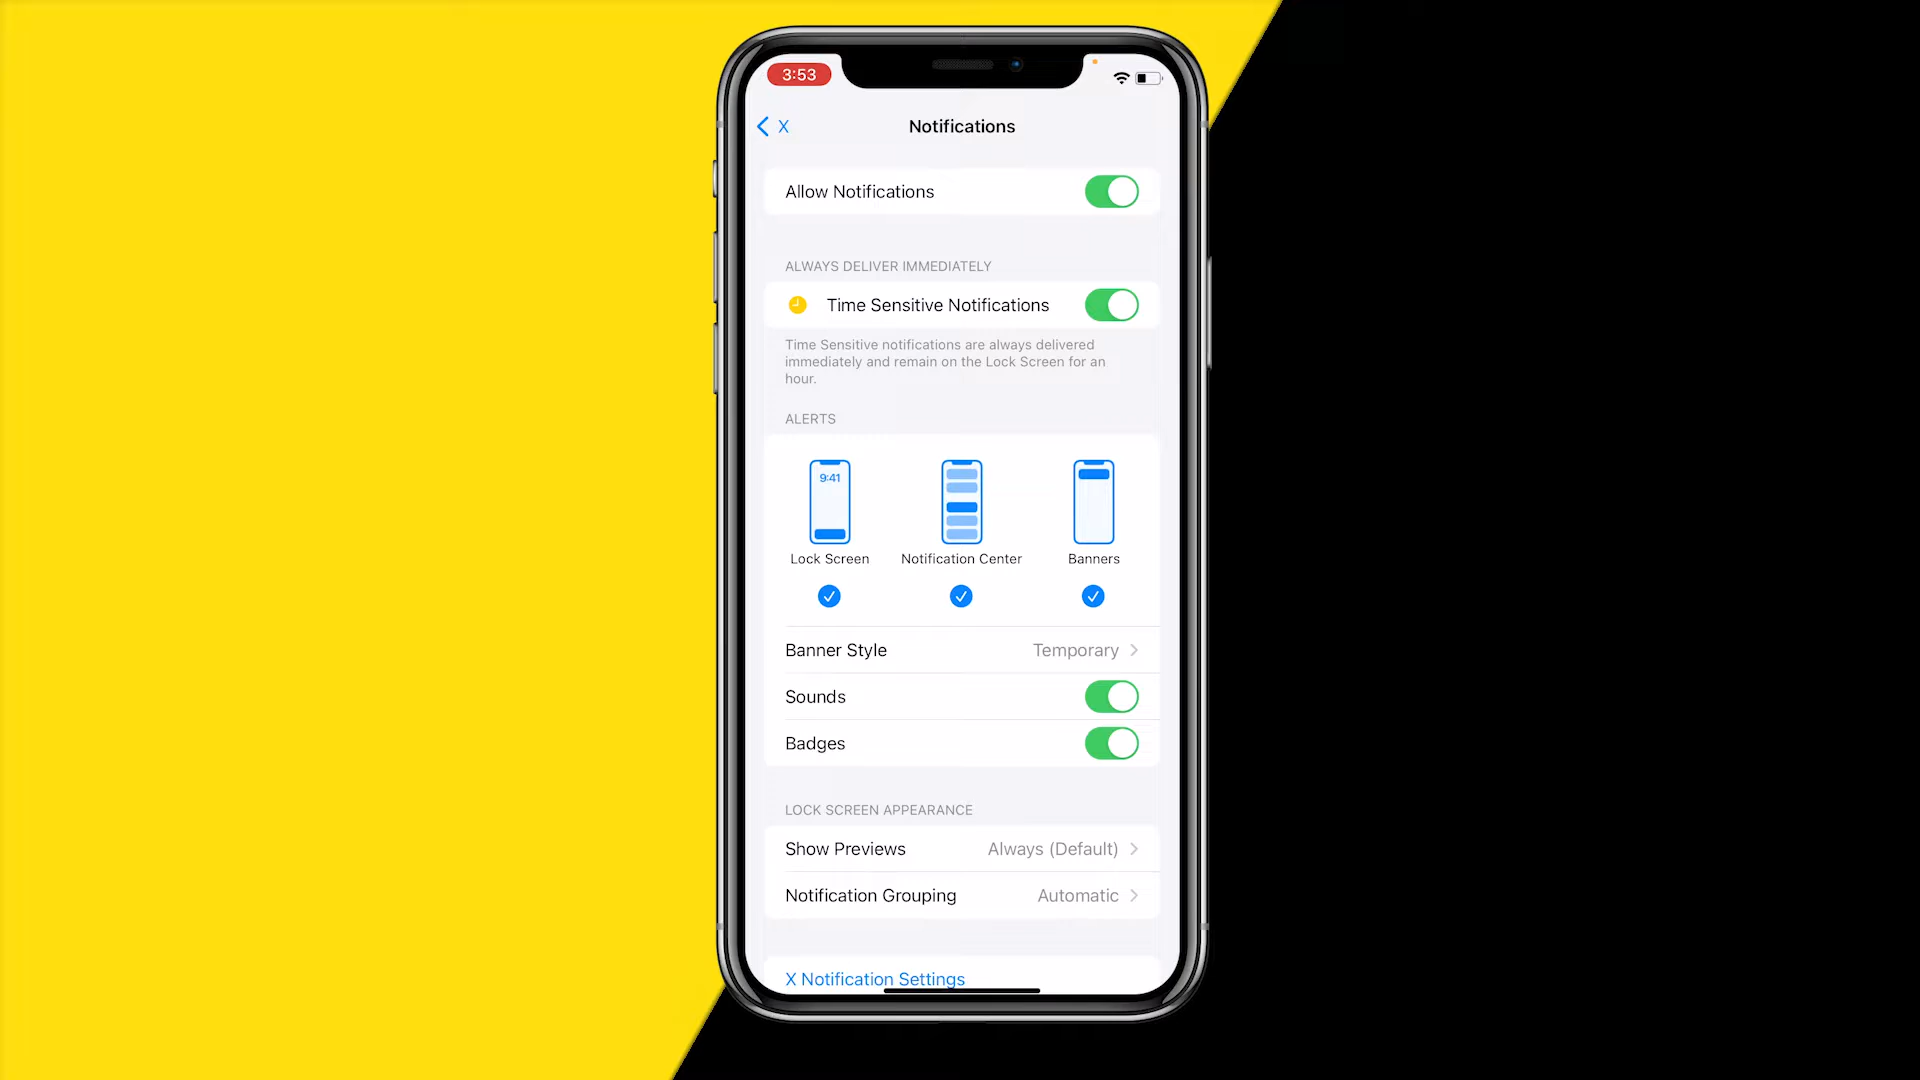 3:53
X
Notifications
Allow Notifications
ALWAYS DELIVER IMMEDIATELY
Time Sensitive Notifications
Time Sensitive notifications are always delivered
immediately and remain on the Lock Screen for an
hour.
ALERTS
9:41
Lock Screen
Notification Center
Banners
Banner Style
Temporary
Sounds
Badges
LOCK SCREEN APPEARANCE
Show Previews
Always (Default)
Notification Grouping
Automatic
X Notification Settings